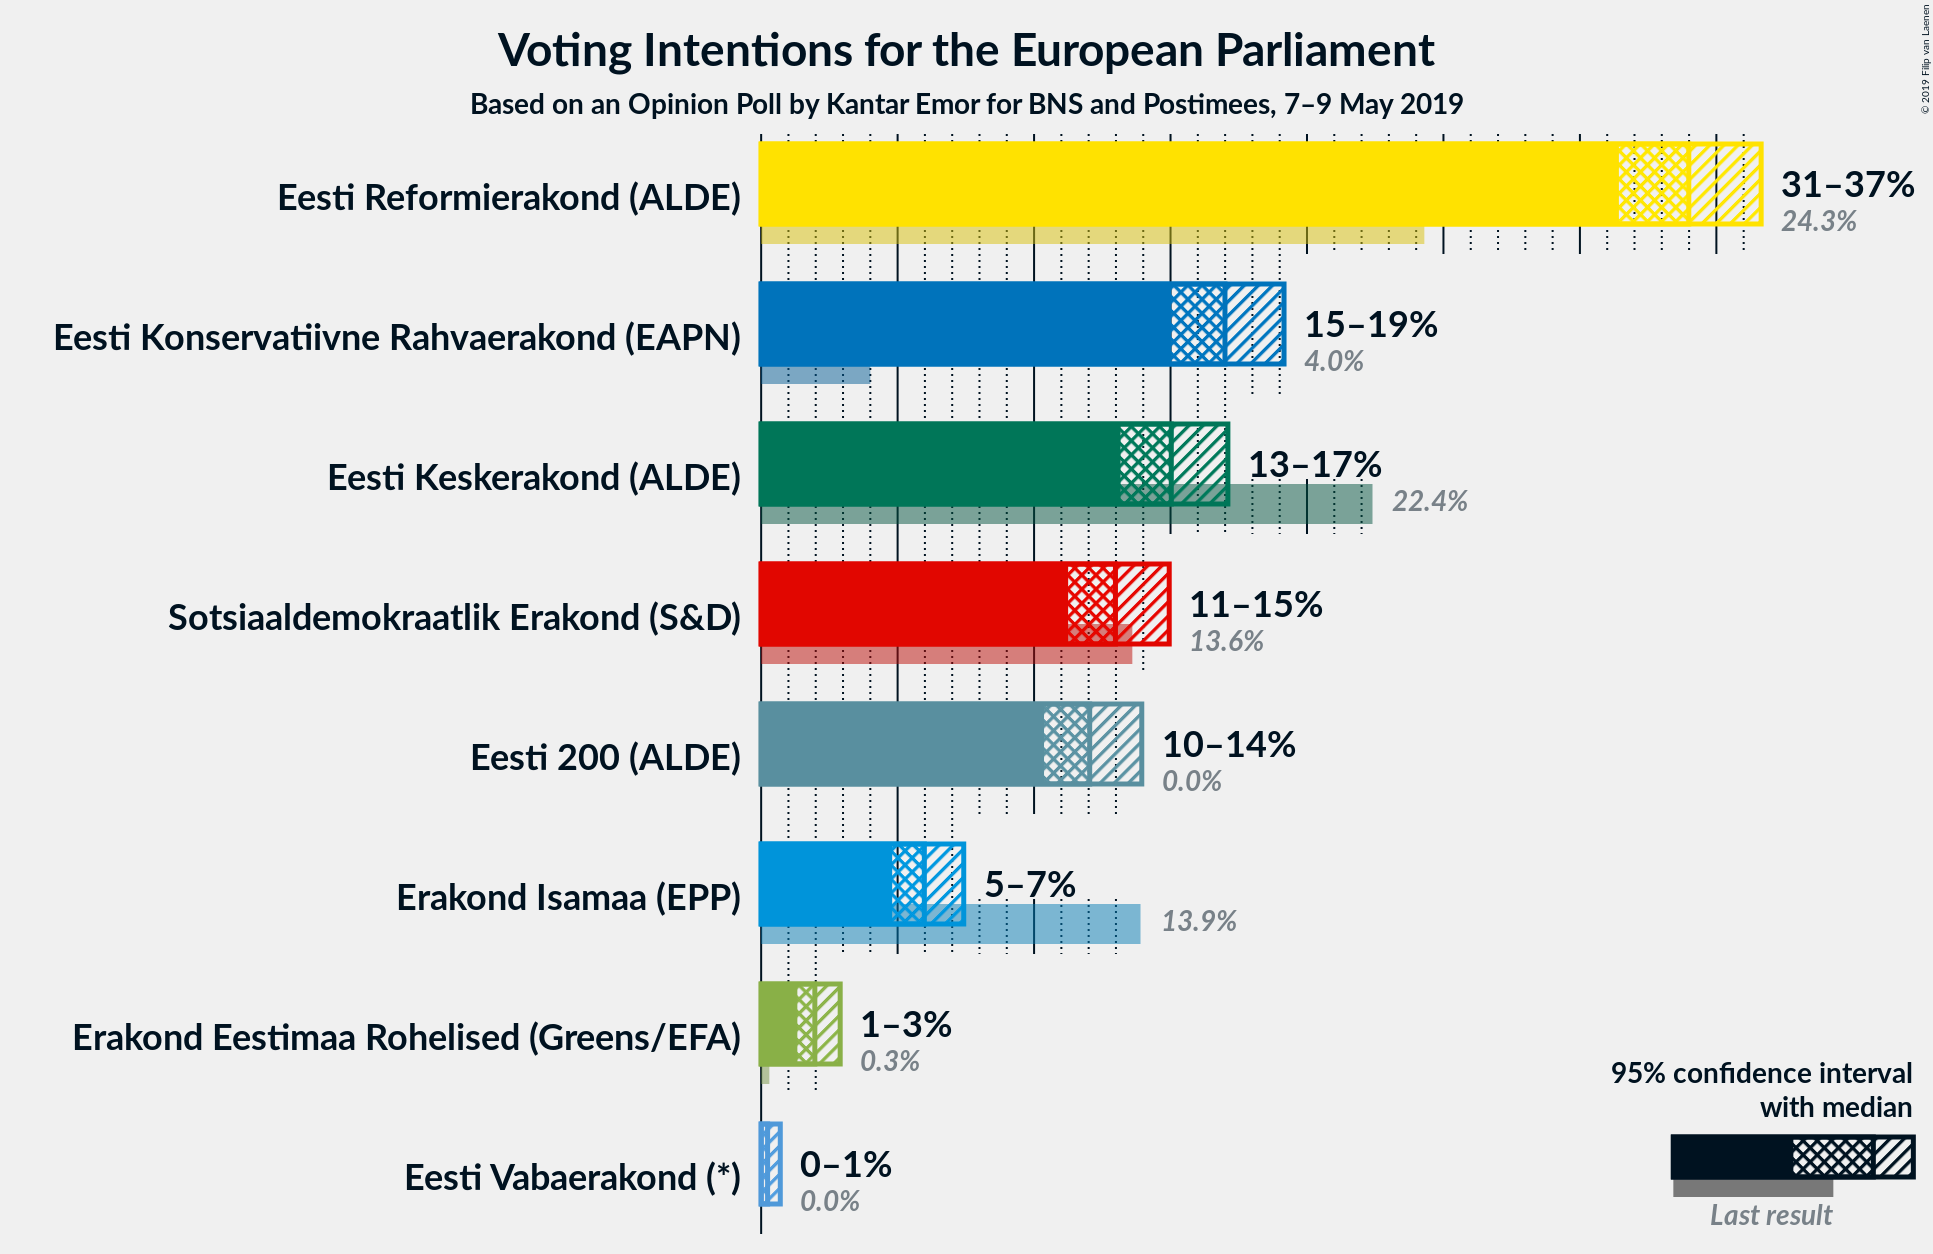 Voting Intentions for the European Parliament
Based on an Opinion Poll by Kantar Emor for BNS and Postimees, 7–9 May 2019
© 2019 Filip van Laenen
Eesti Reformierakond (ALDE)
31–37%
24.3%
Eesti Konservatiivne Rahvaerakond (EAPN)
15–19%
4.0%
Eesti Keskerakond (ALDE)
13–17%
22.4%
Sotsiaaldemokraatlik Erakond (S&D)
11–15%
13.6%
Eesti 200 (ALDE)
10–14%
0.0%
Erakond Isamaa (EPP)
5–7%
13.9%
Erakond Eestimaa Rohelised (Greens/EFA)
1–3%
0.3%
Eesti Vabaerakond (*)
0–1%
0.0%
95% confidence interval
with median
Last result